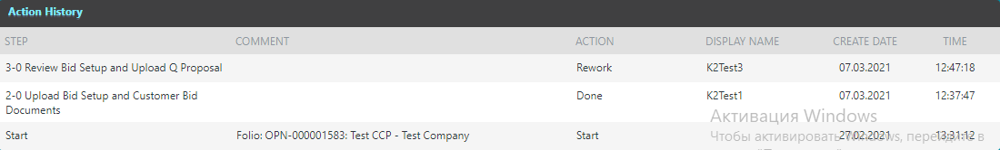 Action History
STEP COMMENT ACTION DISPLAY NAME CREATE DATE TIME
3-0 Review Bid Setup and Upload Q Proposal Rework K2Test3 07.03.2021 12:47:18
2-0 Upload Bid Setup and Customer Bid Done K2Test1 07.03.2021 12:37:47
Documents
Активация Windows
Start Folio: OPN-000001583: Test CCP - Test Company Start 27.02.2021 13:31:12
Чтобы активировать Windows, перейдите в